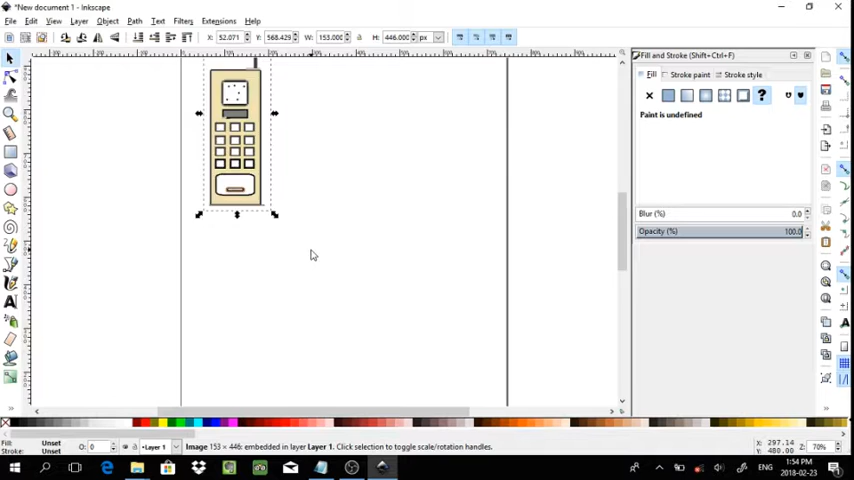 *New document 1 - Inkscape
File Edit View Layer Object Path Text Filters Extensions Help
X: 52.071 Y: 568.429 W: 153.000 H: 446.000 px
Fill and Stroke (Shift+Ctrl+F)
Fill Stroke paint Stroke style
?
Paint is undefined
Blur (%) 0.0
Opacity (%) 100.0
Fill: Unset
Stroke: Unset
O: 0
Layer 1
Image 153 × 446: embedded in layer Layer 1. Click selection to toggle scale/rotation handles.
X: 297.14
Y: 480.00
Z: 70%
ENG
1:54 PM
2018-02-23